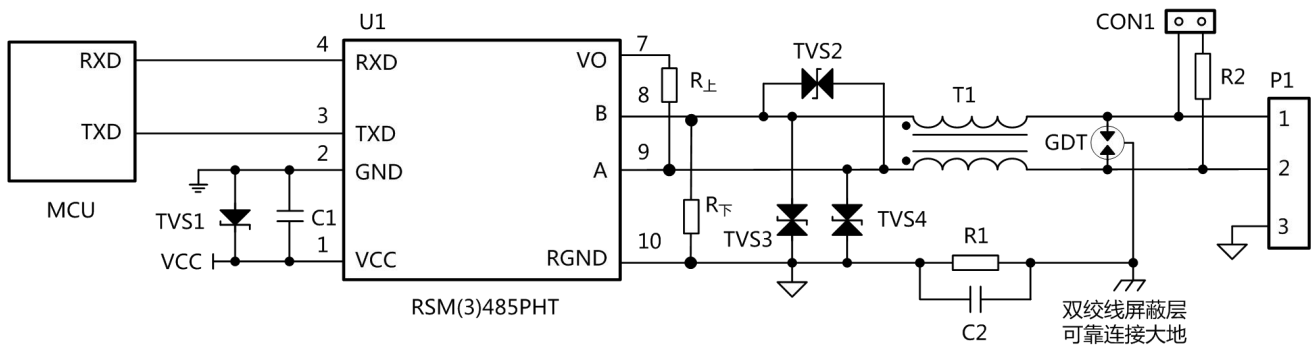 U1
CON1
MCU
RXD
TXD
4
3
2
1
RXD
TXD
GND
VCC
VO
B
A
RGND
7
8
9
10
RSM(3)485PHT
TVS1
C1
VCC
R上
R下
TVS2
TVS3
TVS4
T1
GDT
R1
C2
R2
P1
1
2
3
双绞线屏蔽层
可靠连接大地